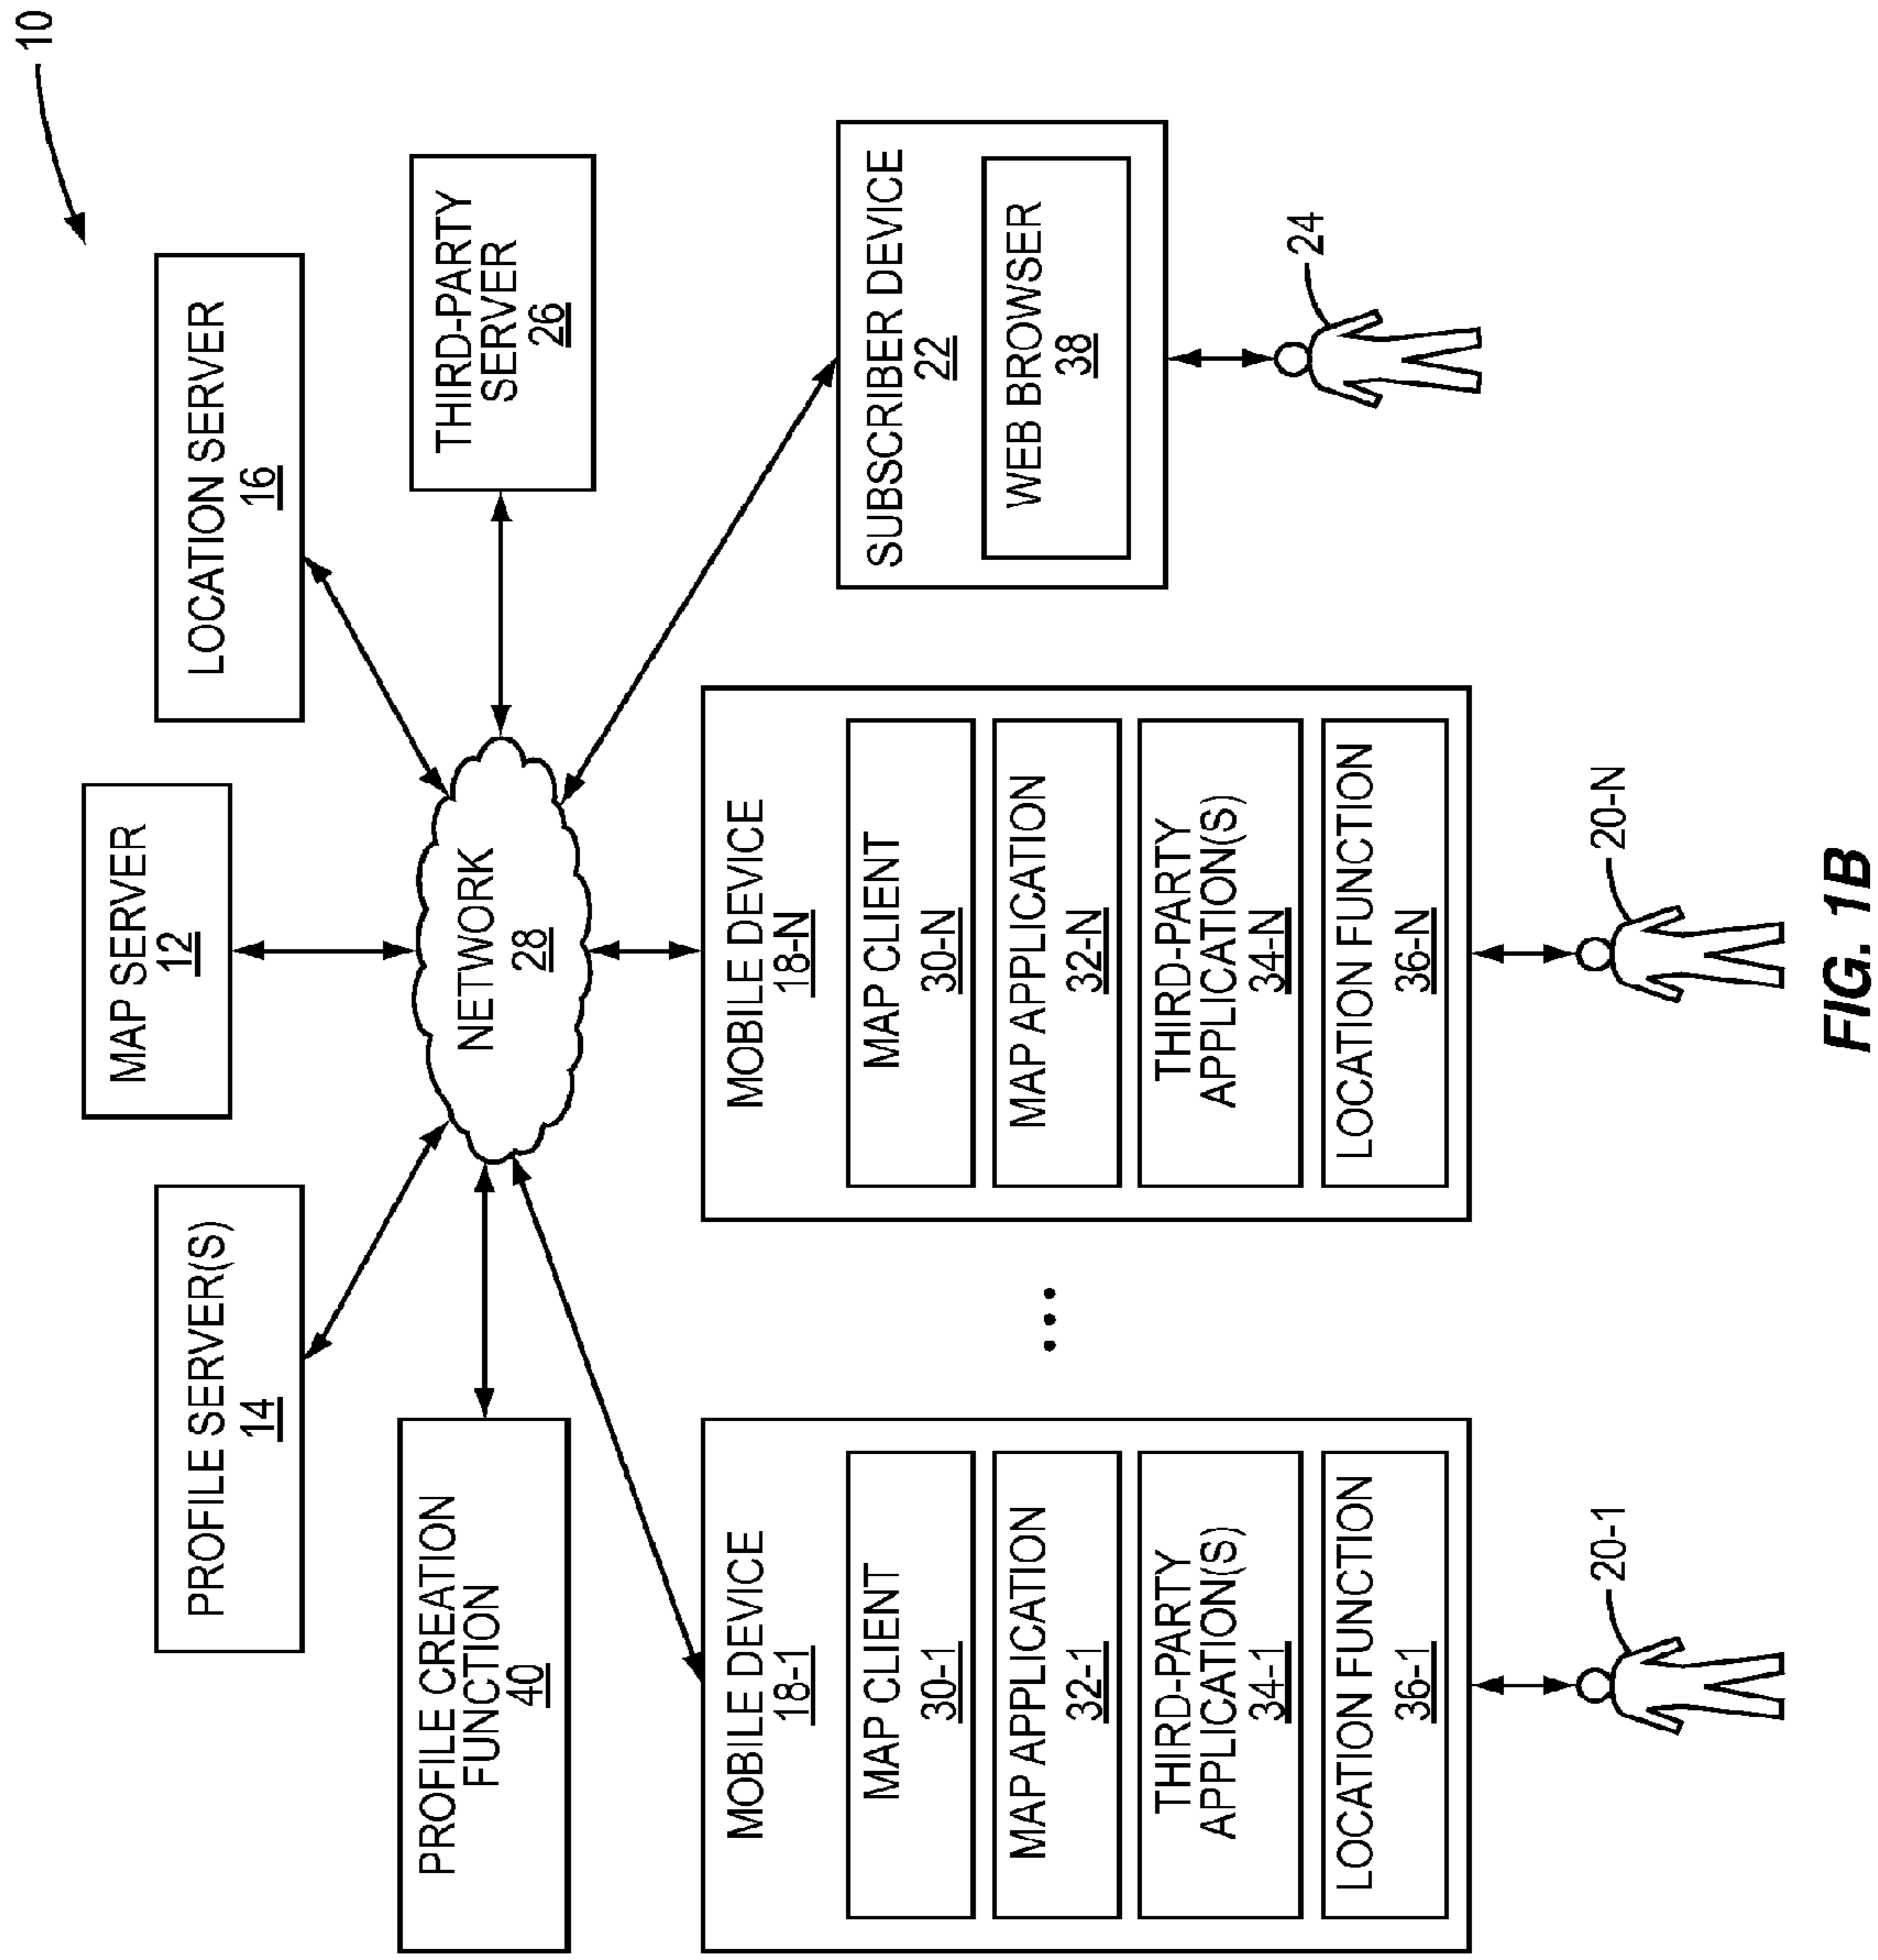 10
MAP SERVER
12
PROFILE SERVER(S)
14
LOCATION SERVER
16
PROFILE CREATION
FUNCTION
40
NETWORK
28
THIRD-PARTY
SERVER
26
MOBILE DEVICE
18-1
MAP CLIENT
30-1
MAP APPLICATION
32-1
THIRD-PARTY
APPLICATION(S)
34-1
LOCATION FUNCTION
36-1
20-1
...
MOBILE DEVICE
18-N
MAP CLIENT
30-N
MAP APPLICATION
32-N
THIRD-PARTY
APPLICATION(S)
34-N
LOCATION FUNCTION
36-N
20-N
SUBSCRIBER DEVICE
22
WEB BROWSER
38
24
FIG. 1B